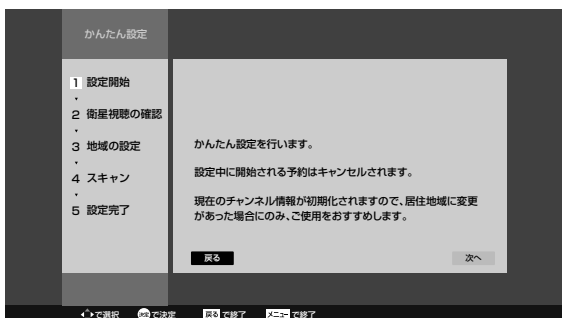 かんたん設定
1 設定開始
2 衛星視聴の確認
3 地域の設定
4 スキャン
5 設定完了
かんたん設定を行います。
設定中に開始される予約はキャンセルされます。
現在のチャンネル情報が初期化されますので、居住地域に変更
があった場合にのみ、ご使用をおすすめします。
戻る 次へ
で選択 決定 で決定 戻る で終了 メニュー で終了